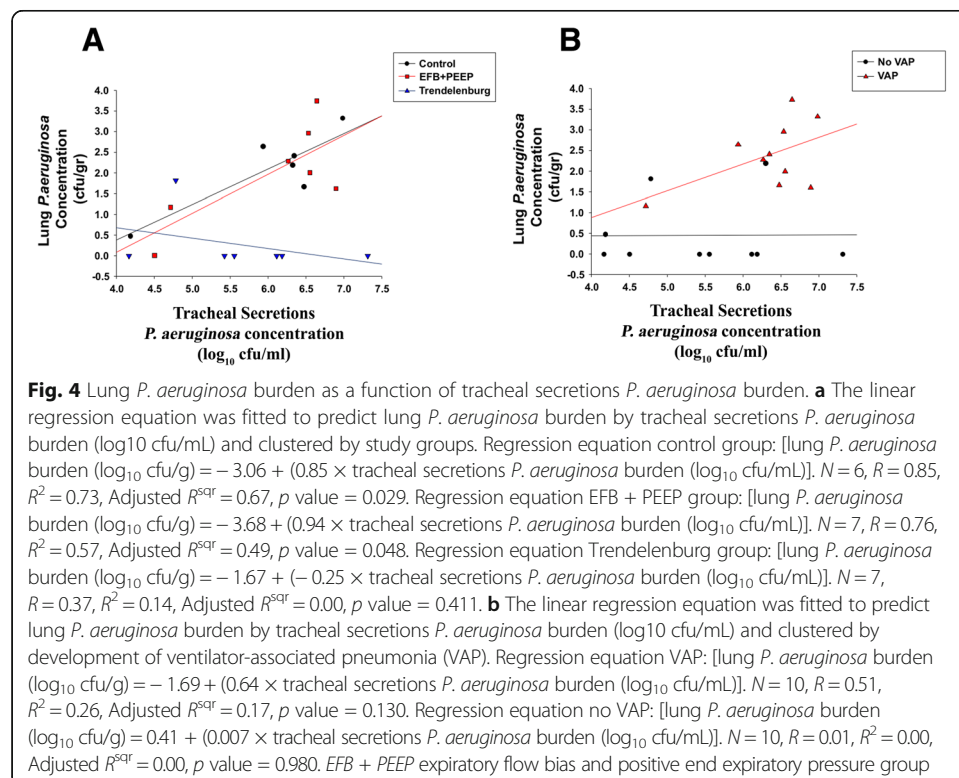 A
Control
EFB+PEEP
Trendelenburg
Lung P.aeruginosa
Concentration
(cfu/gr)
4.0
3.5
3.0
2.5
2.0
1.5
1.0
0.5
0.0
-0.5
4.0 4.5 5.0 5.5 6.0 6.5 7.0 7.5
Tracheal Secretions
P. aeruginosa concentration
(log10 cfu/ml)
B
No VAP
VAP
Lung P.aeruginosa
Concentration
(cfu/gr)
4.0
3.5
3.0
2.5
2.0
1.5
1.0
0.5
0.0
-0.5
4.0 4.5 5.0 5.5 6.0 6.5 7.0 7.5
Tracheal Secretions
P. aeruginosa concentration
(log10 cfu/ml)
Fig. 4 Lung P. aeruginosa burden as a function of tracheal secretions P. aeruginosa burden. a The linear
regression equation was fitted to predict lung P. aeruginosa burden by tracheal secretions P. aeruginosa
burden (log10 cfu/mL) and clustered by study groups. Regression equation control group: [lung P. aeruginosa
burden (log10 cfu/g) = − 3.06 + (0.85 × tracheal secretions P. aeruginosa burden (log10 cfu/mL)]. N = 6, R = 0.85,
R² = 0.73, Adjusted Rsqr = 0.67, p value = 0.029. Regression equation EFB + PEEP group: [lung P. aeruginosa
burden (log10 cfu/g) = − 3.68 + (0.94 × tracheal secretions P. aeruginosa burden (log10 cfu/mL)]. N = 7, R = 0.76,
R² = 0.57, Adjusted Rsqr = 0.49, p value = 0.048. Regression equation Trendelenburg group: [lung P. aeruginosa
burden (log10 cfu/g) = − 1.67 + (− 0.25 × tracheal secretions P. aeruginosa burden (log10 cfu/mL)]. N = 7,
R = 0.37, R² = 0.14, Adjusted Rsqr = 0.00, p value = 0.411. b The linear regression equation was fitted to predict
lung P. aeruginosa burden by tracheal secretions P. aeruginosa burden (log10 cfu/mL) and clustered by
development of ventilator-associated pneumonia (VAP). Regression equation VAP: [lung P. aeruginosa burden
(log10 cfu/g) = − 1.69 + (0.64 × tracheal secretions P. aeruginosa burden (log10 cfu/mL)]. N = 10, R = 0.51,
R² = 0.26, Adjusted Rsqr = 0.17, p value = 0.130. Regression equation no VAP: [lung P. aeruginosa burden
(log10 cfu/g) = 0.41 + (0.007 × tracheal secretions P. aeruginosa burden (log10 cfu/mL)]. N = 10, R = 0.01, R² = 0.00,
Adjusted Rsqr = 0.00, p value = 0.980. EFB + PEEP expiratory flow bias and positive end expiratory pressure group